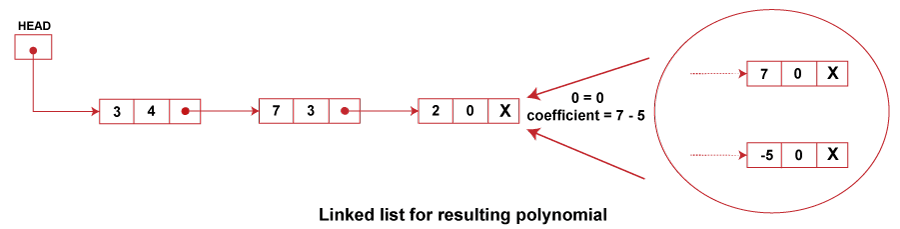 HEAD
7 0 X
0 = 0
3 4
7 3
2 0 X
coefficient = 7 - 5
-5 0 X
Linked list for resulting polynomial